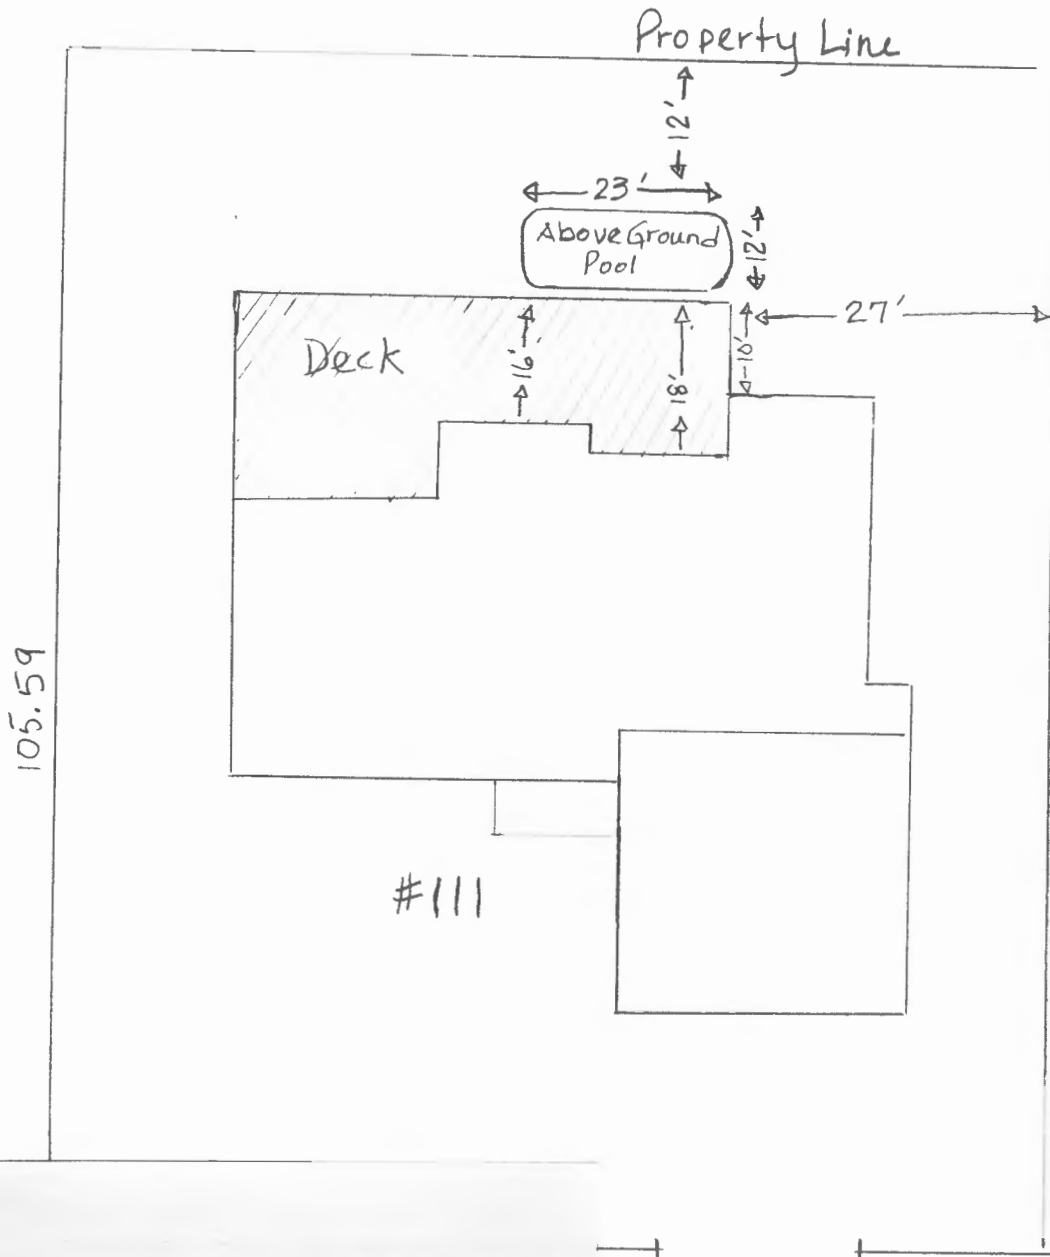 Property Line
12'
23'
Above Ground
Pool
12'
27'
Deck
16'
18'
10'
105.59
#111